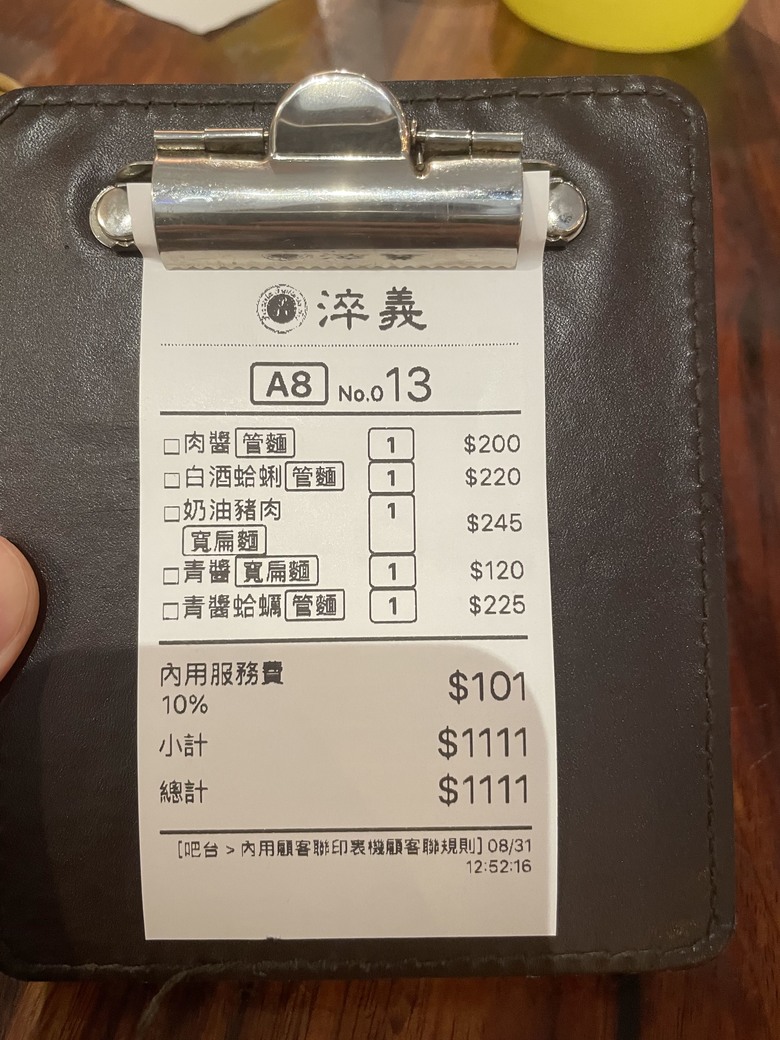 淬義
A8 No.013
□肉醬 管麵 1 $200
□白酒蛤蜊 管麵 1 $220
□奶油豬肉 1 $245
寬扁麵
□青醬 寬扁麵 1 $120
□青醬蛤蠣 管麵 1 $225
內用服務費 $101
10%
小計 $1111
總計 $1111
[吧台 > 內用顧客聯印表機顧客聯規則] 08/31
12:52:16